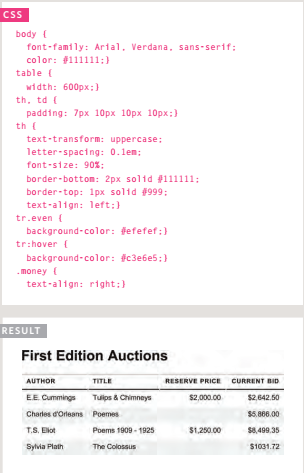 CSS
body {
font-family: Arial, Verdana, sans-serif;
color: #111111;}
table {
width: 600px;}
th, td {
padding: 7px 10px 10px 10px;}
th {
text-transform: uppercase;
letter-spacing: 0.1em;
font-size: 90%;
border-bottom: 2px solid #111111;
border-top: 1px solid #999;
text-align: left;}
tr.even {
background-color: #efefef;}
tr:hover {
background-color: #c3e6e5;}
.money {
text-align: right;}
RESULT
First Edition Auctions
AUTHOR TITLE RESERVE PRICE CURRENT BID
E.E. Cummings Tulips & Chimneys $2,000.00 $2,642.50
Charles d'Orleans Poemes $5,866.00
T.S. Eliot Poems 1909 - 1925 $1,250.00 $8,499.35
Sylvia Plath The Colossus $1031.72